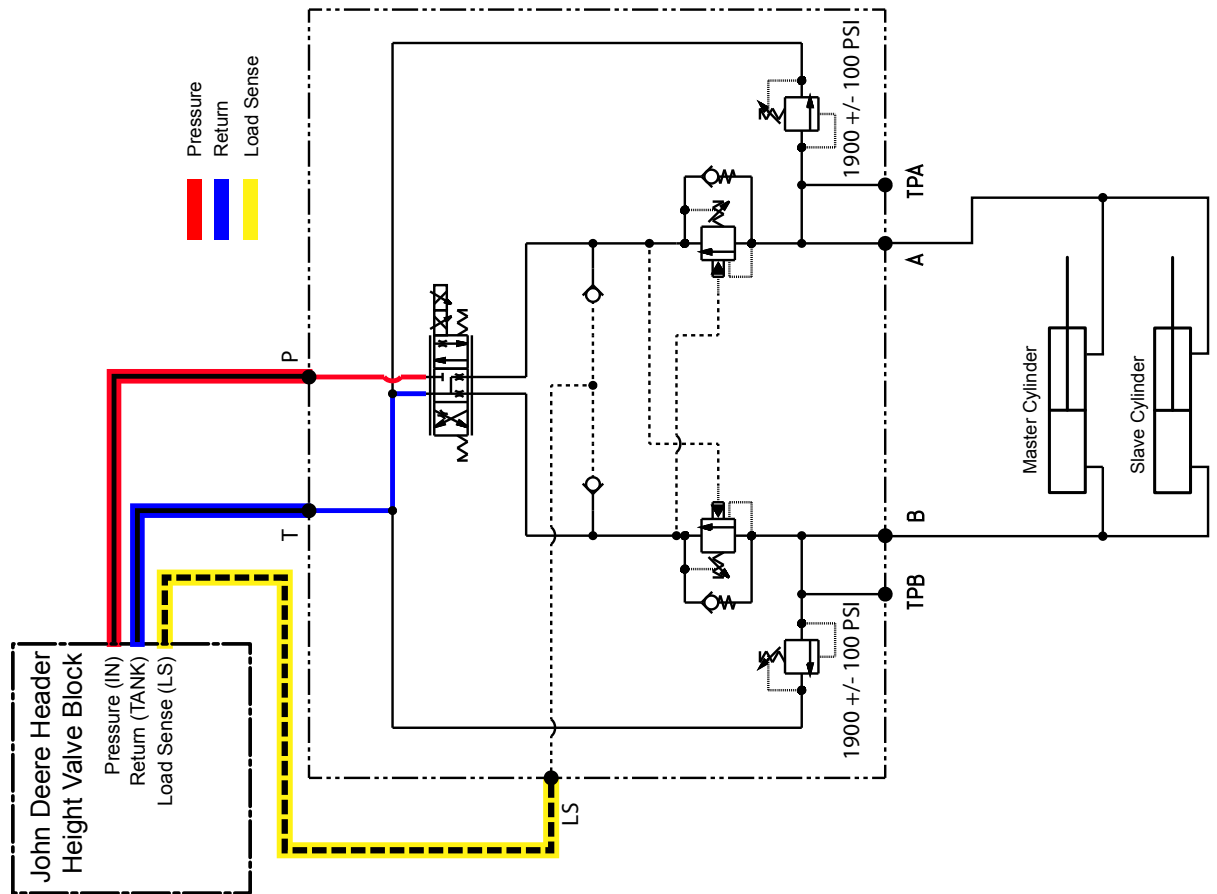 John Deere Header
Height Valve Block
Pressure (IN)
Return (TANK)
Load Sense (LS)
Pressure
Return
Load Sense
P
T
LS
1900 +/- 100 PSI
1900 +/- 100 PSI
TPA
A
B
TPB
Master Cylinder
Slave Cylinder